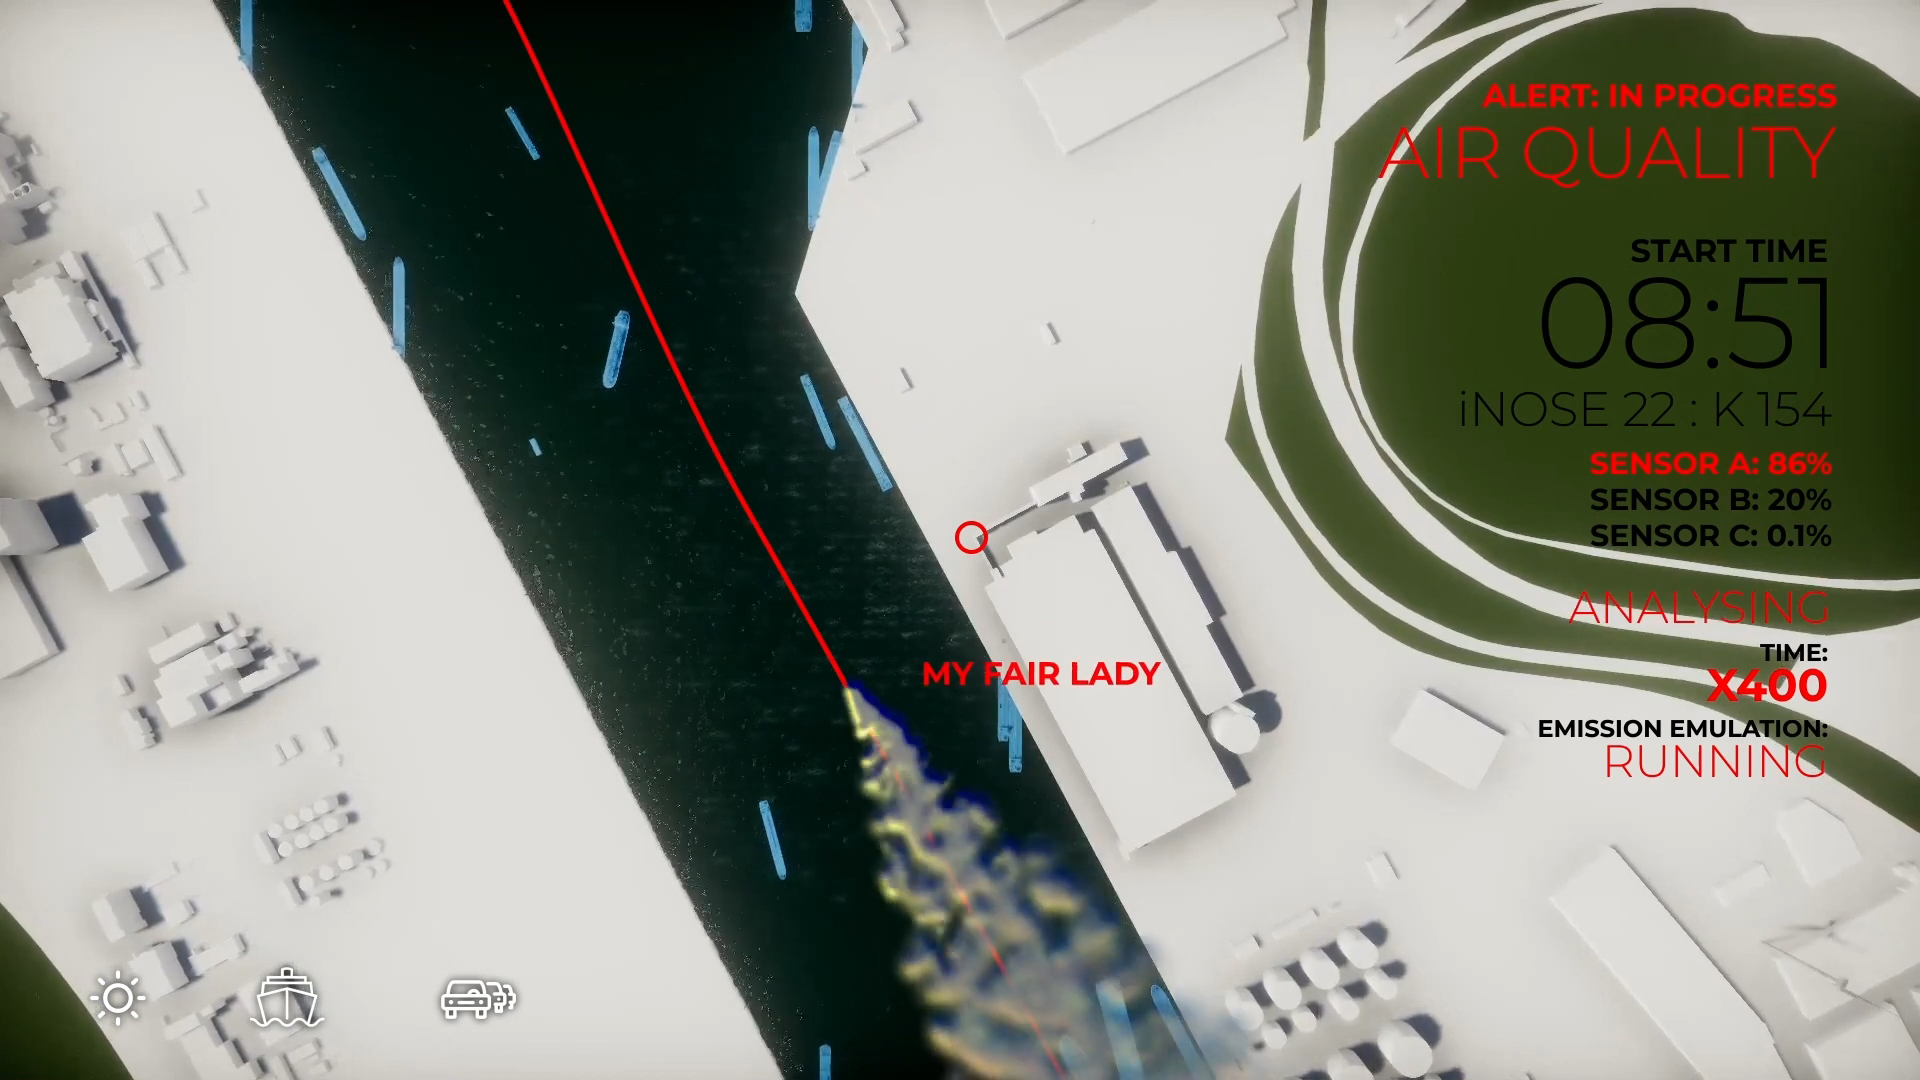 ALERT: IN PROGRESS
AIR QUALITY
START TIME
08:51
iNOSE 22 : K 154
SENSOR A: 86%
SENSOR B: 20%
SENSOR C: 0.1%
ANALYSING
MY FAIR LADY
TIME:
X400
EMISSION EMULATION:
RUNNING